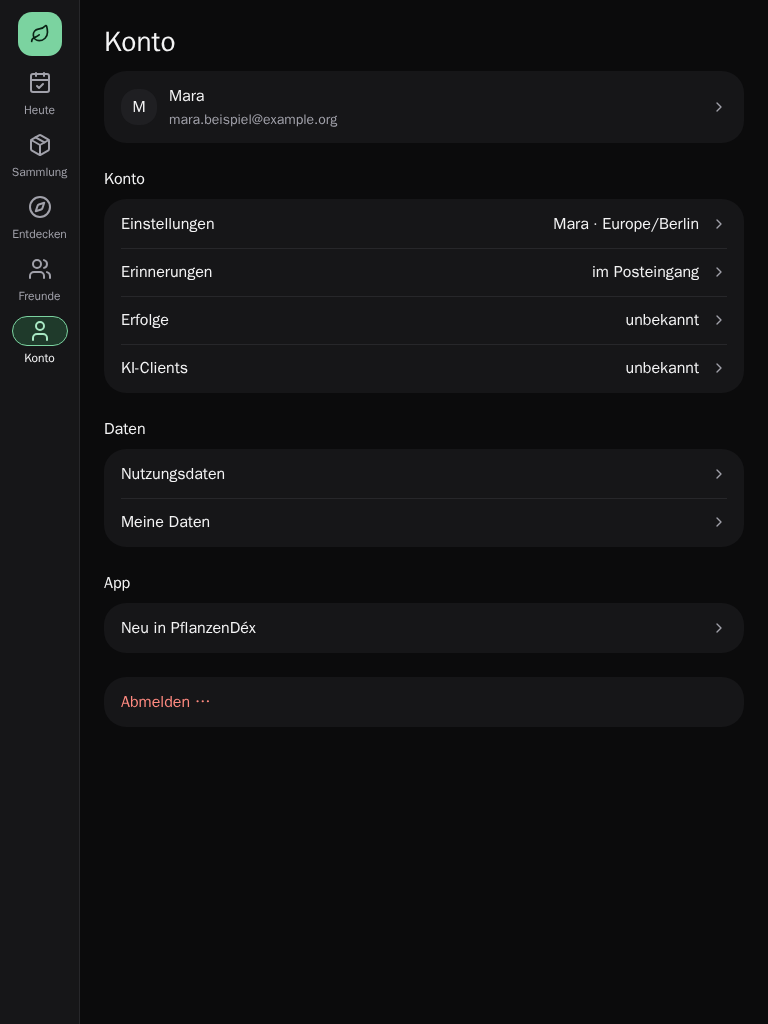 Konto
M
Mara
mara.beispiel@example.org
Heute
Sammlung
Entdecken
Freunde
Konto
Konto
Einstellungen
Mara · Europe/Berlin
Erinnerungen
im Posteingang
Erfolge
unbekannt
KI-Clients
unbekannt
Daten
Nutzungsdaten
Meine Daten
App
Neu in PflanzenDéx
Abmelden ···